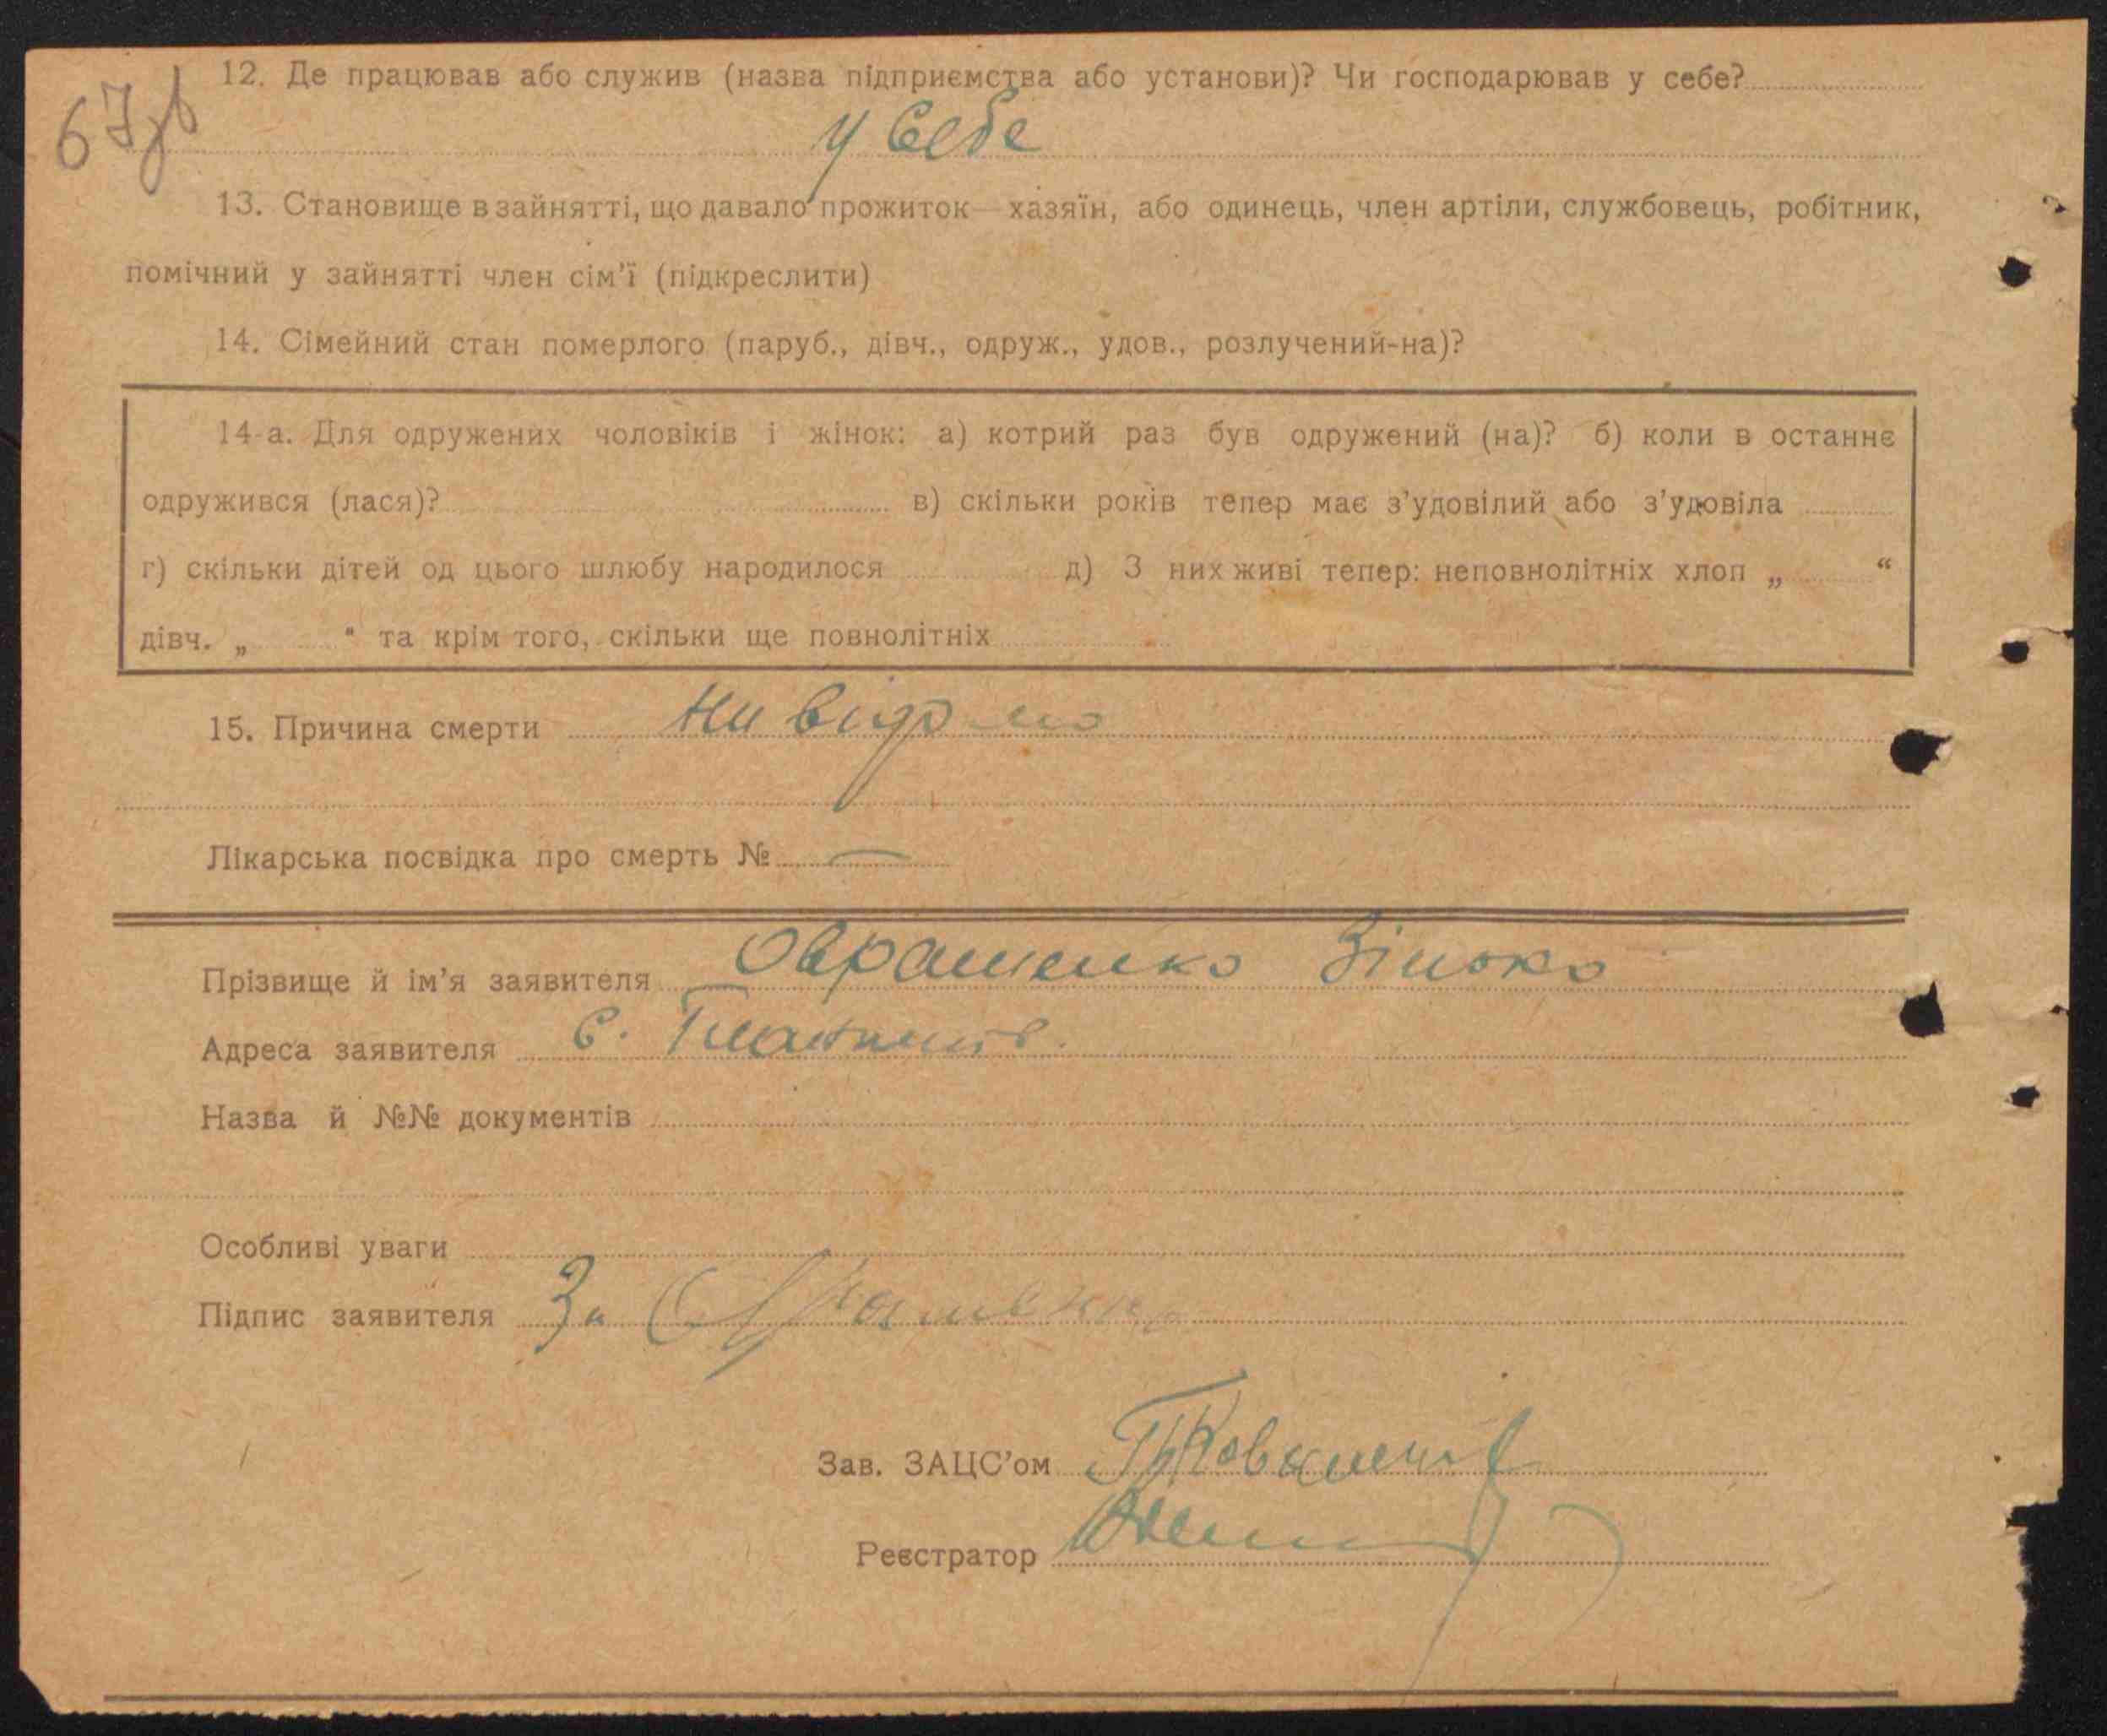 67зв
12. Де працював або служив (назва підприємства або установи)? Чи господарював у себе?
у себе
13. Становище в зайнятті, що давало прожиток—хазяїн, або одинець, член артіли, службовець, робітник,
помічний у зайнятті член сім'ї (підкреслити)
14. Сімейний стан померлого (паруб., дівч., одруж., удов., розлучений-на)?
14-а. Для одружених чоловіків і жінок: а) котрий раз був одружений (на)? б) коли в останнє
одружився (лася)? в) скільки років тепер має з'удовілий або з'удовіла
г) скільки дітей од цього шлюбу народилося д) З них живі тепер: неповнолітніх хлоп „ “
дівч. „ “ та крім того, скільки ще повнолітніх
15. Причина смерти Ни відомо
Лікарська посвідка про смерть № —
Прізвище й ім'я заявителя Оврашенко Зінько
Адреса заявителя с.
Назва й №№ документів
Особливі уваги
Підпис заявителя За
Зав. ЗАЦС'ом
Реєстратор